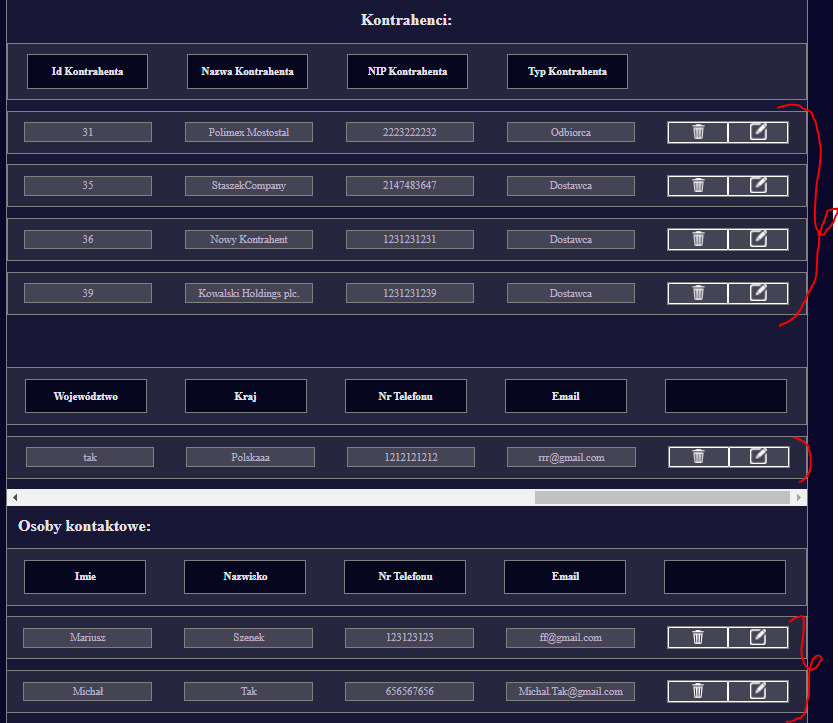 Kontrahenci:
Id Kontrahenta Nazwa Kontrahenta NIP Kontrahenta Typ Kontrahenta
31 Polimex Mostostal 2223222232 Odbiorca
35 StaszekCompany 2147483647 Dostawca
36 Nowy Kontrahent 1231231231 Dostawca
39 Kowalski Holdings plc. 1231231239 Dostawca
Województwo Kraj Nr Telefonu Email
tak Polskaaa 1212121212 rrr@gmail.com
Osoby kontaktowe:
Imie Nazwisko Nr Telefonu Email
Mariusz Szenek 123123123 ff@gmail.com
Michał Tak 656567656 Michal.Tak@gmail.com